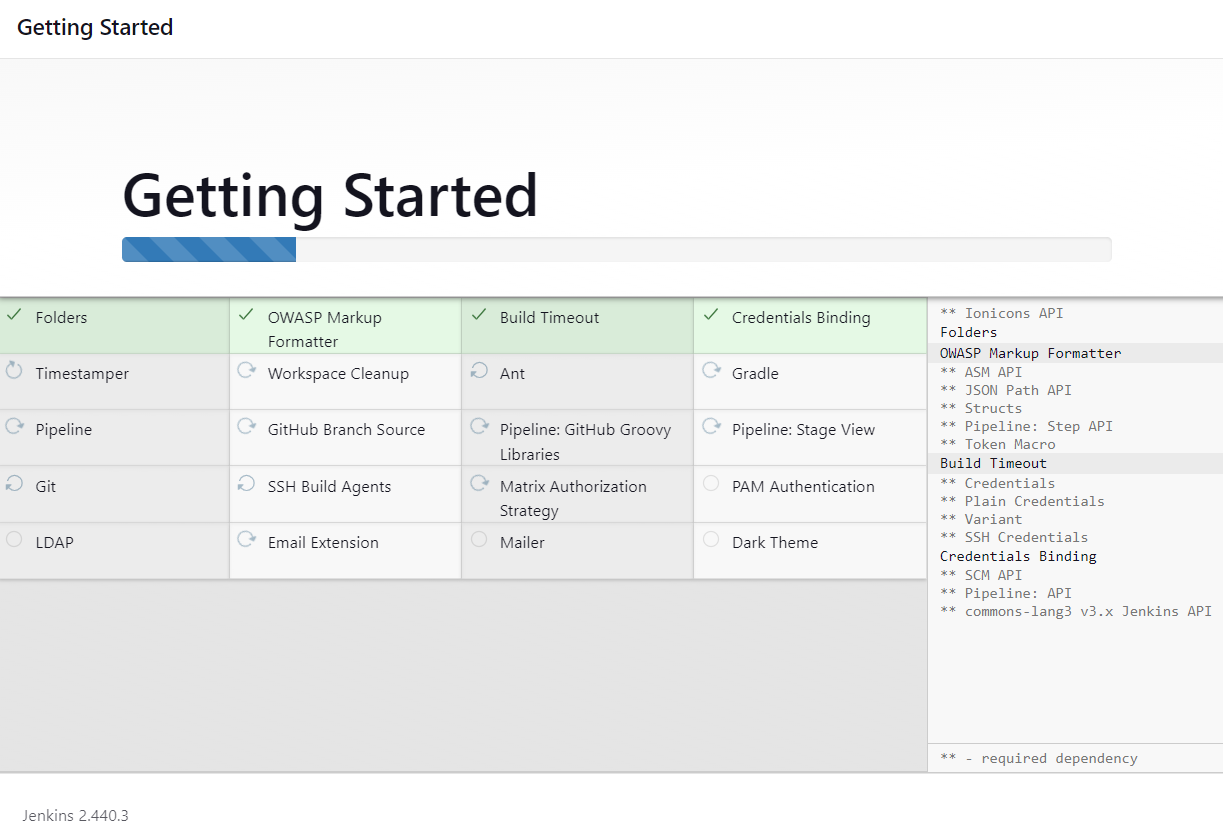 Getting Started
Getting Started
Folders
OWASP Markup
Formatter
Build Timeout
Credentials Binding
Timestamper
Workspace Cleanup
Ant
Gradle
Pipeline
GitHub Branch Source
Pipeline: GitHub Groovy
Libraries
Pipeline: Stage View
Git
SSH Build Agents
Matrix Authorization
Strategy
PAM Authentication
LDAP
Email Extension
Mailer
Dark Theme
** Ionicons API
Folders
OWASP Markup Formatter
** ASM API
** JSON Path API
** Structs
** Pipeline: Step API
** Token Macro
Build Timeout
** Credentials
** Plain Credentials
** Variant
** SSH Credentials
Credentials Binding
** SCM API
** Pipeline: API
** commons-lang3 v3.x Jenkins API
** - required dependency
Jenkins 2.440.3